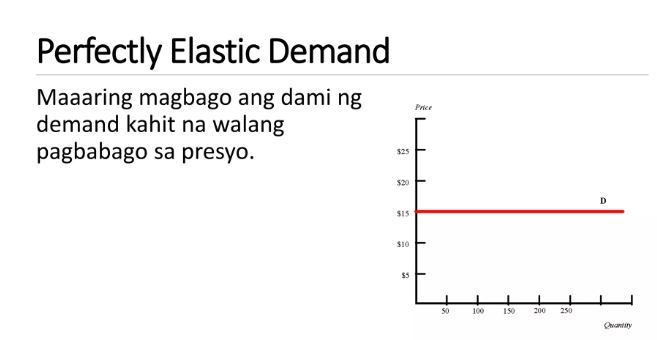 Perfectly Elastic Demand
Maaaring magbago ang dami ng
demand kahit na walang
pagbabago sa presyo.
Price
$25
$20
D
$15
$10
$5
50 100 150 200 250
Quantity